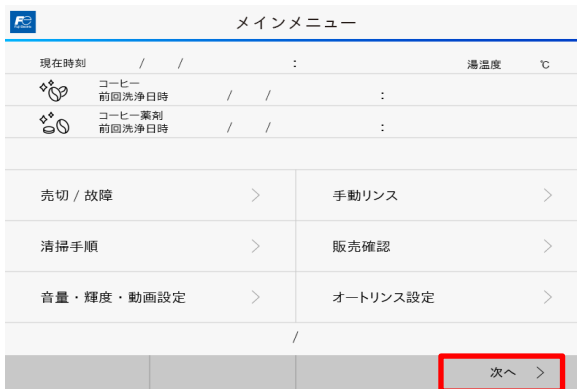 Fe
メインメニュー
現在時刻 / / : 湯温度 ℃
コーヒー
前回洗浄日時 / / :
コーヒー薬剤
前回洗浄日時 / / :
売切 / 故障 手動リンス
清掃手順 販売確認
音量・輝度・動画設定 オートリンス設定
/
次へ